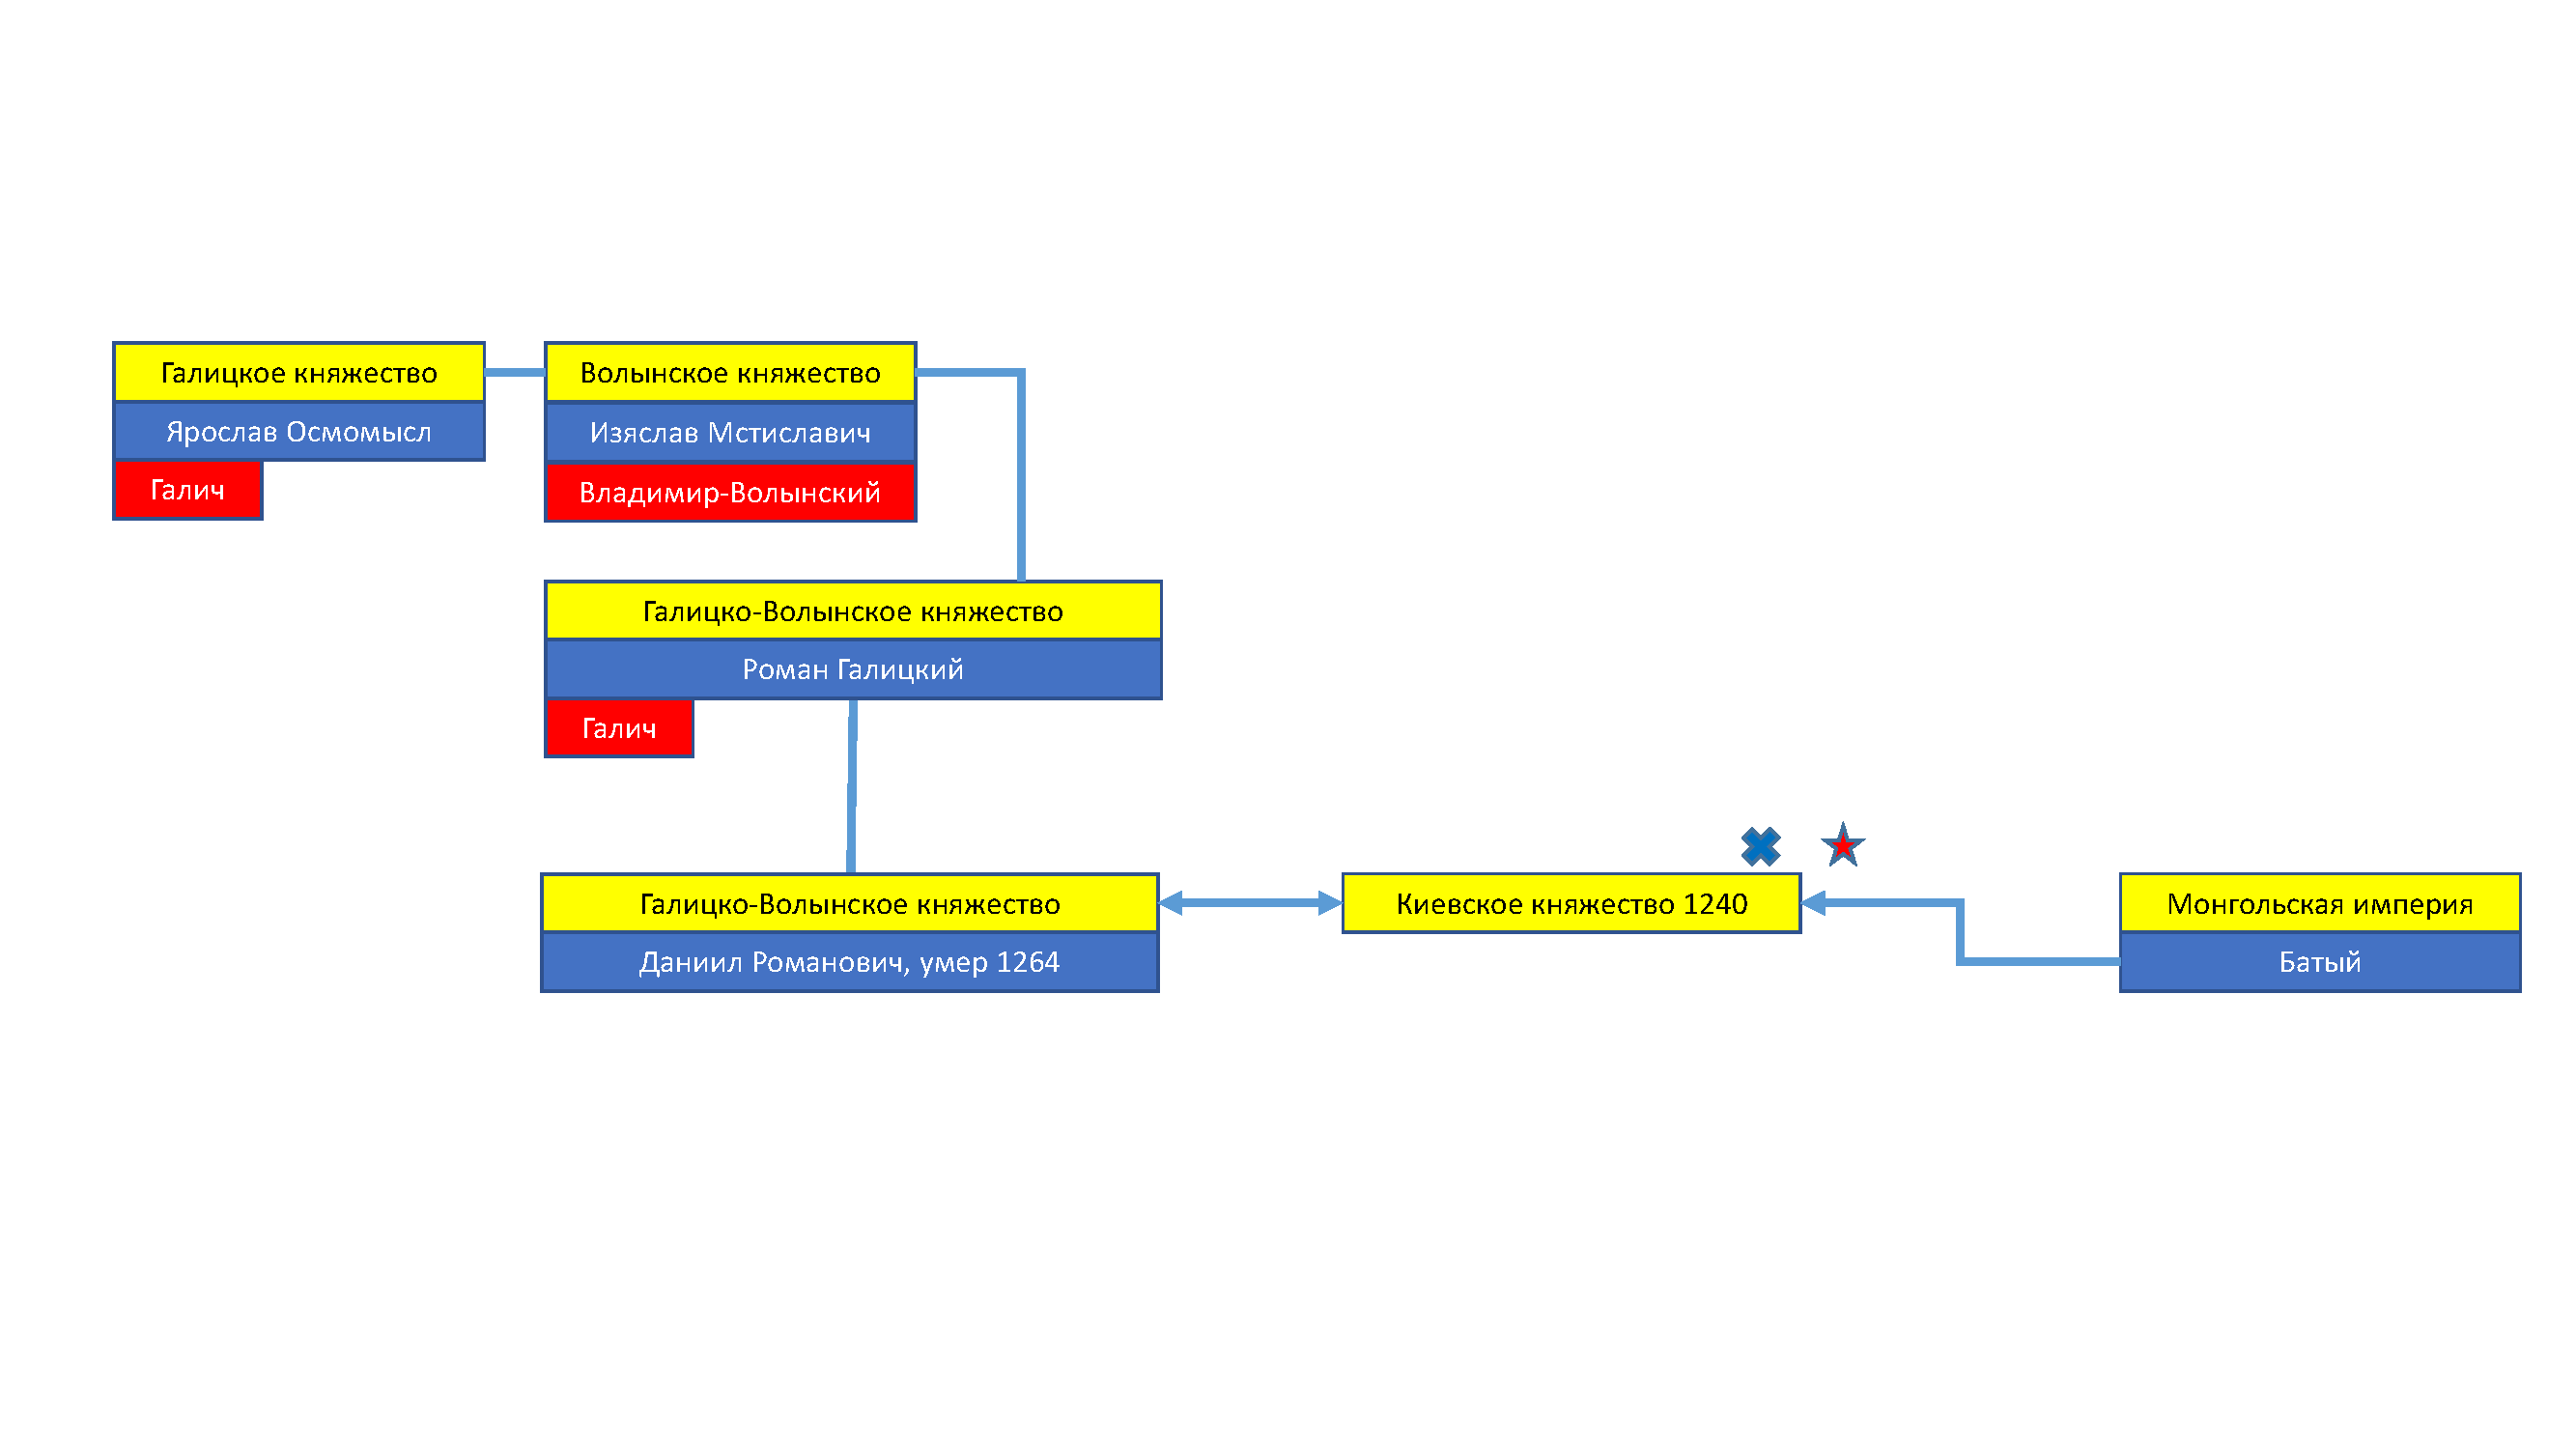 Галицкое княжество
Ярослав Осмомысл
Галич
Волынское княжество
Изяслав Мстиславич
Владимир-Волынский
Галицко-Волынское княжество
Роман Галицкий
Галич
Галицко-Волынское княжество
Даниил Романович, умер 1264
Киевское княжество 1240
Монгольская империя
Батый